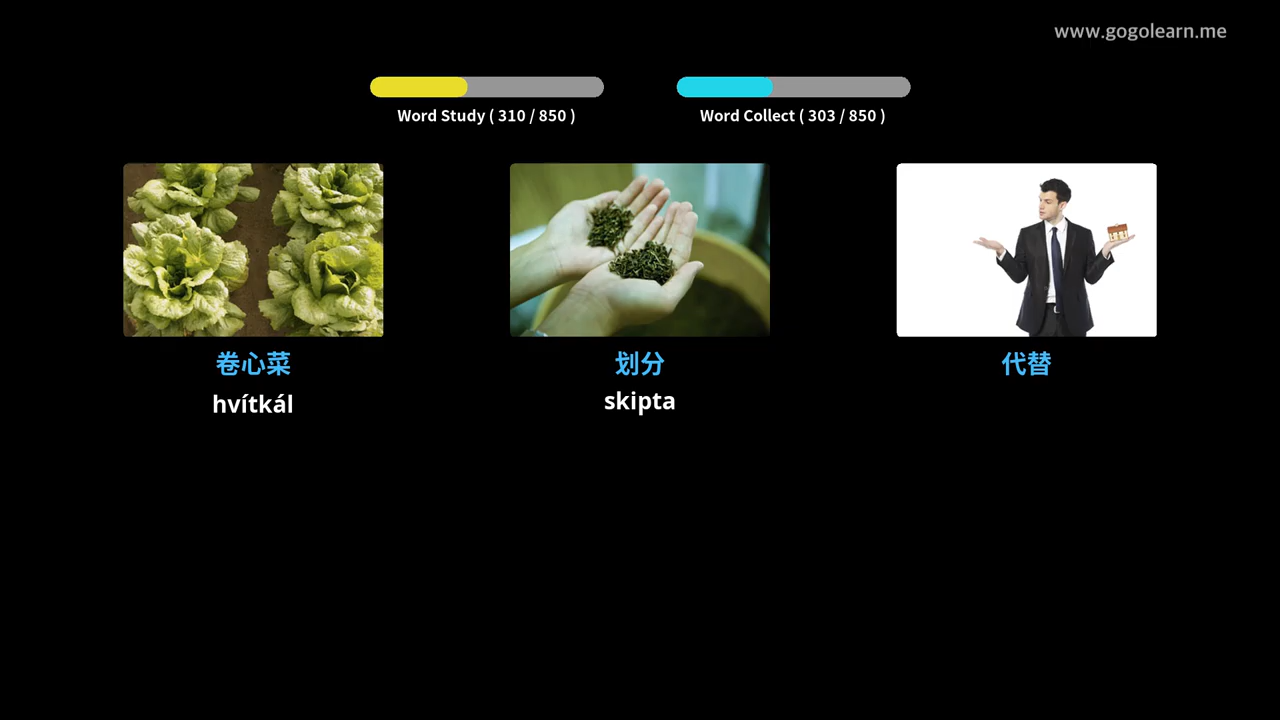 www.gogolearn.me
Word Study ( 310 / 850 )
Word Collect ( 303 / 850 )
卷心菜
hvítkál
划分
skipta
代替